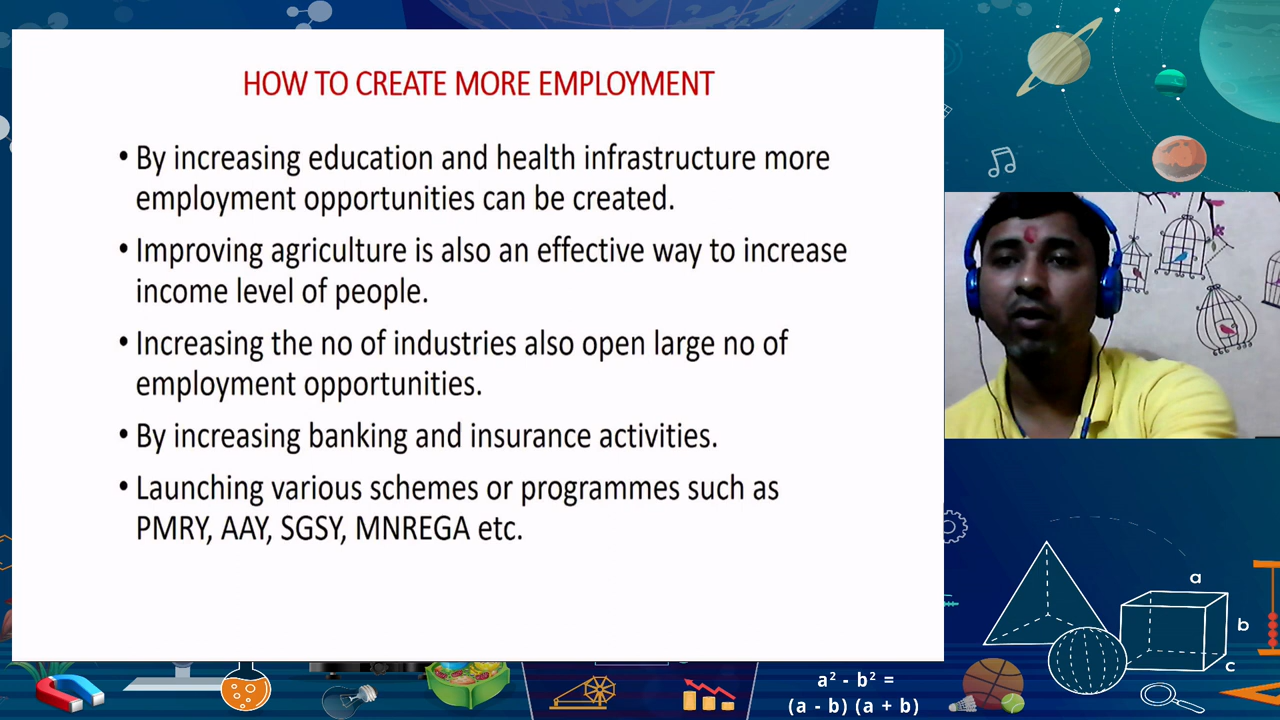 HOW TO CREATE MORE EMPLOYMENT
• By increasing education and health infrastructure more
employment opportunities can be created.
• Improving agriculture is also an effective way to increase
income level of people.
• Increasing the no of industries also open large no of
employment opportunities.
• By increasing banking and insurance activities.
• Launching various schemes or programmes such as
PMRY, AAY, SGSY, MNREGA etc.
a
b
c
a² - b² =
(a - b) (a + b)